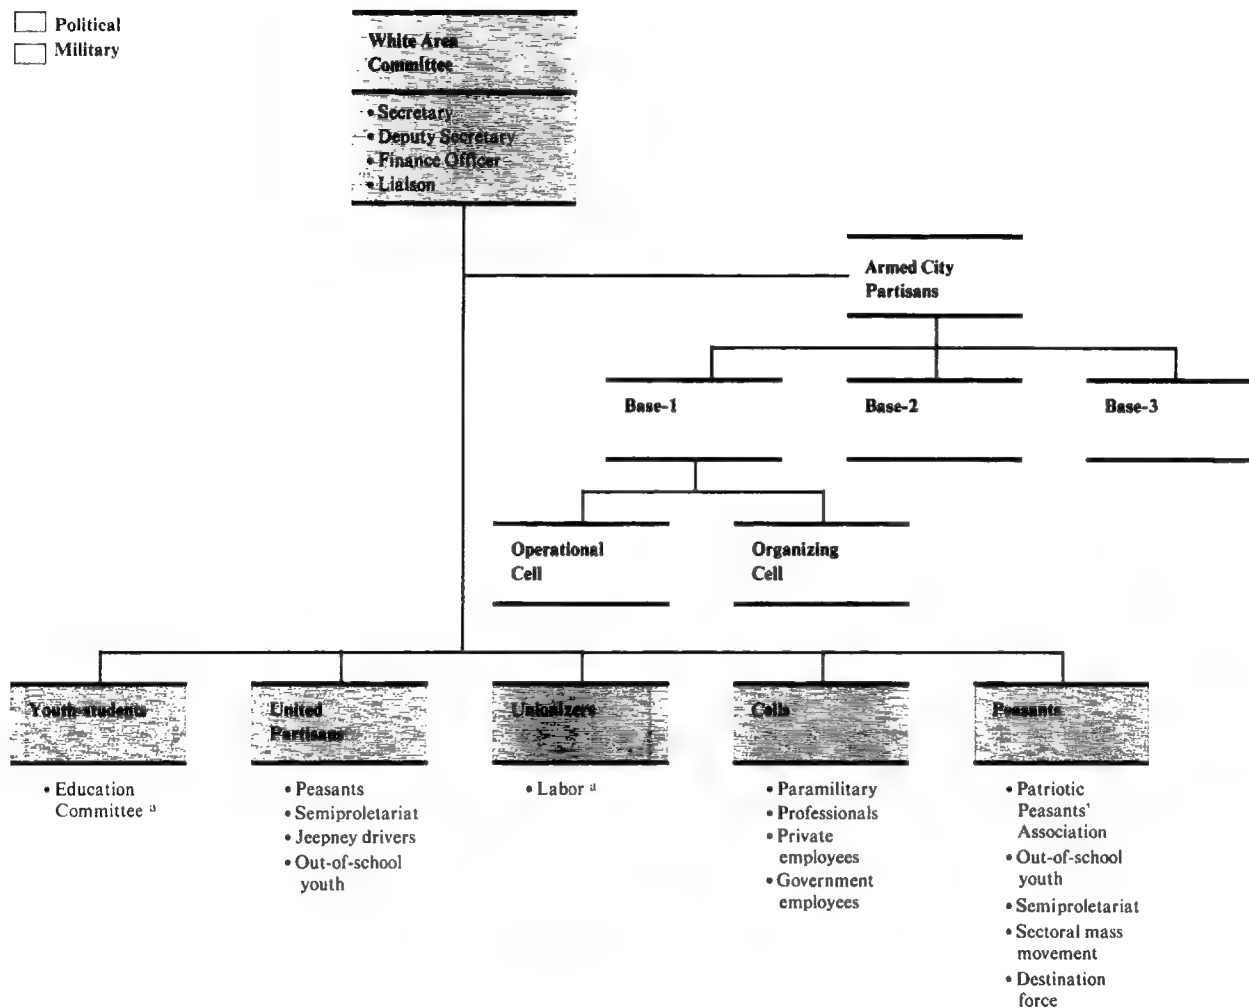 Political
Military
White Area
Committee
• Secretary
• Deputy Secretary
• Finance Officer
• Liaison
Armed City
Partisans
Base-1
Base-2
Base-3
Operational
Cell
Organizing
Cell
Youth-students
United
Partisans
Unionizers
Cells
Peasants
• Education
Committee a
• Peasants
• Semiproletariat
• Jeepney drivers
• Out-of-school
youth
• Labor a
• Paramilitary
• Professionals
• Private
employees
• Government
employees
• Patriotic
Peasants'
Association
• Out-of-school
youth
• Semiproletariat
• Sectoral mass
movement
• Destination
force